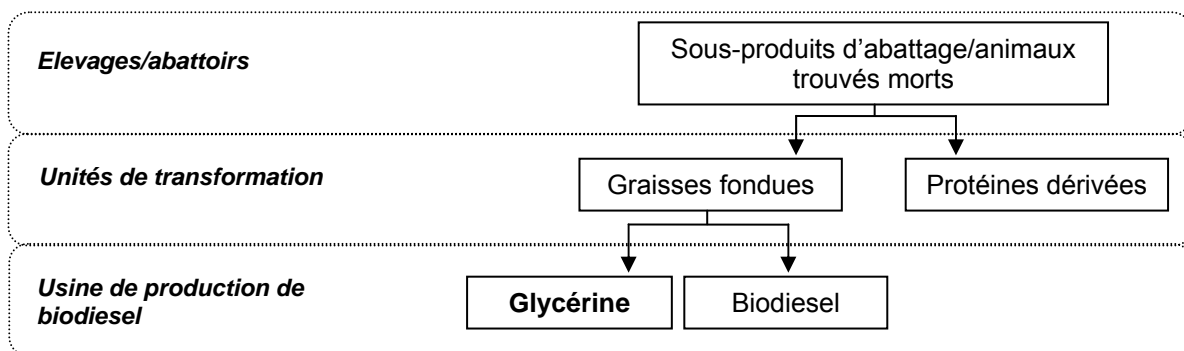 Elevages/abattoirs
Sous-produits d’abattage/animaux
trouvés morts
Unités de transformation
Graisses fondues
Protéines dérivées
Usine de production de
biodiesel
Glycérine
Biodiesel